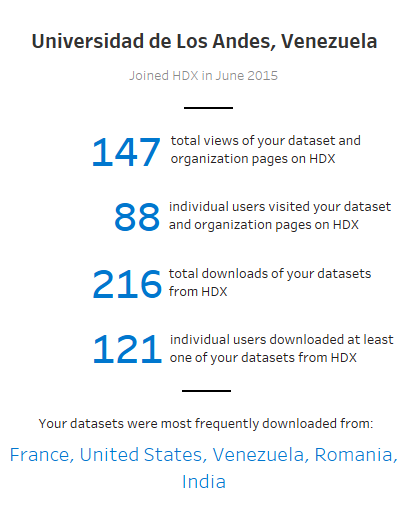 Universidad de Los Andes, Venezuela
Joined HDX in June 2015
147
total views of your dataset and
organization pages on HDX
88
individual users visited your dataset
and organization pages on HDX
216
total downloads of your datasets
from HDX
121
individual users downloaded at least
one of your datasets from HDX
Your datasets were most frequently downloaded from:
France, United States, Venezuela, Romania,
India